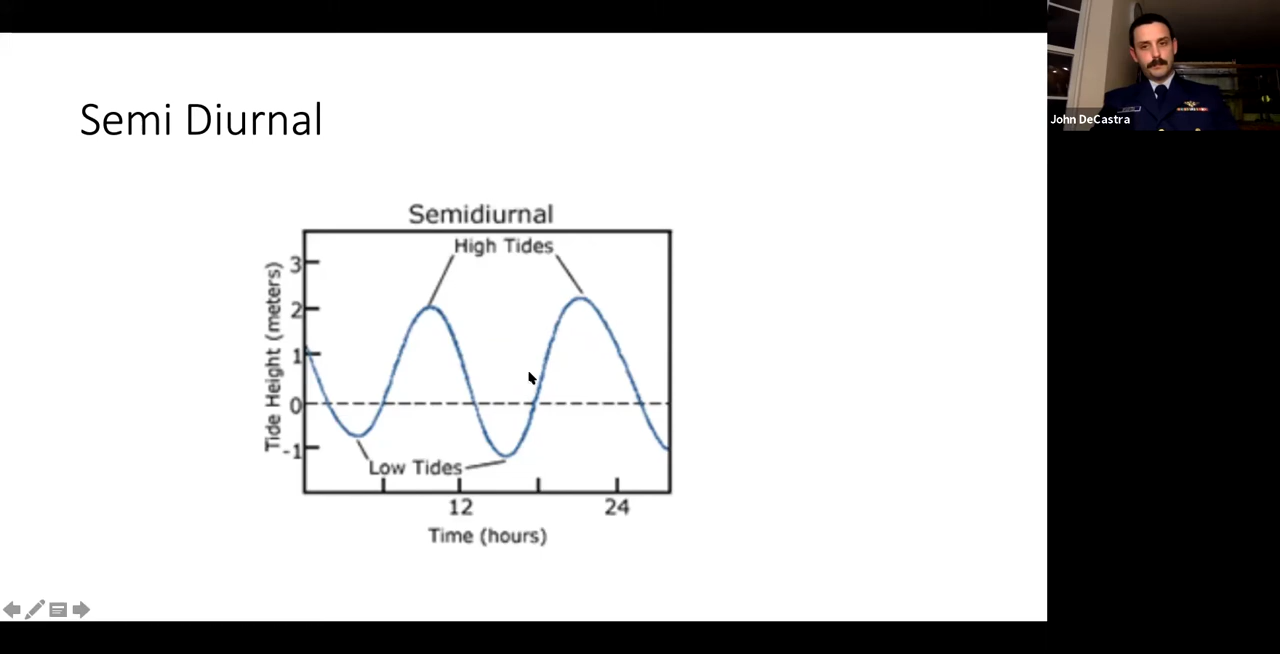 Semi Diurnal
Semidiurnal
High Tides
Tide Height (meters)
3
2
1
0
-1
Low Tides
12
24
Time (hours)
John DeCastra